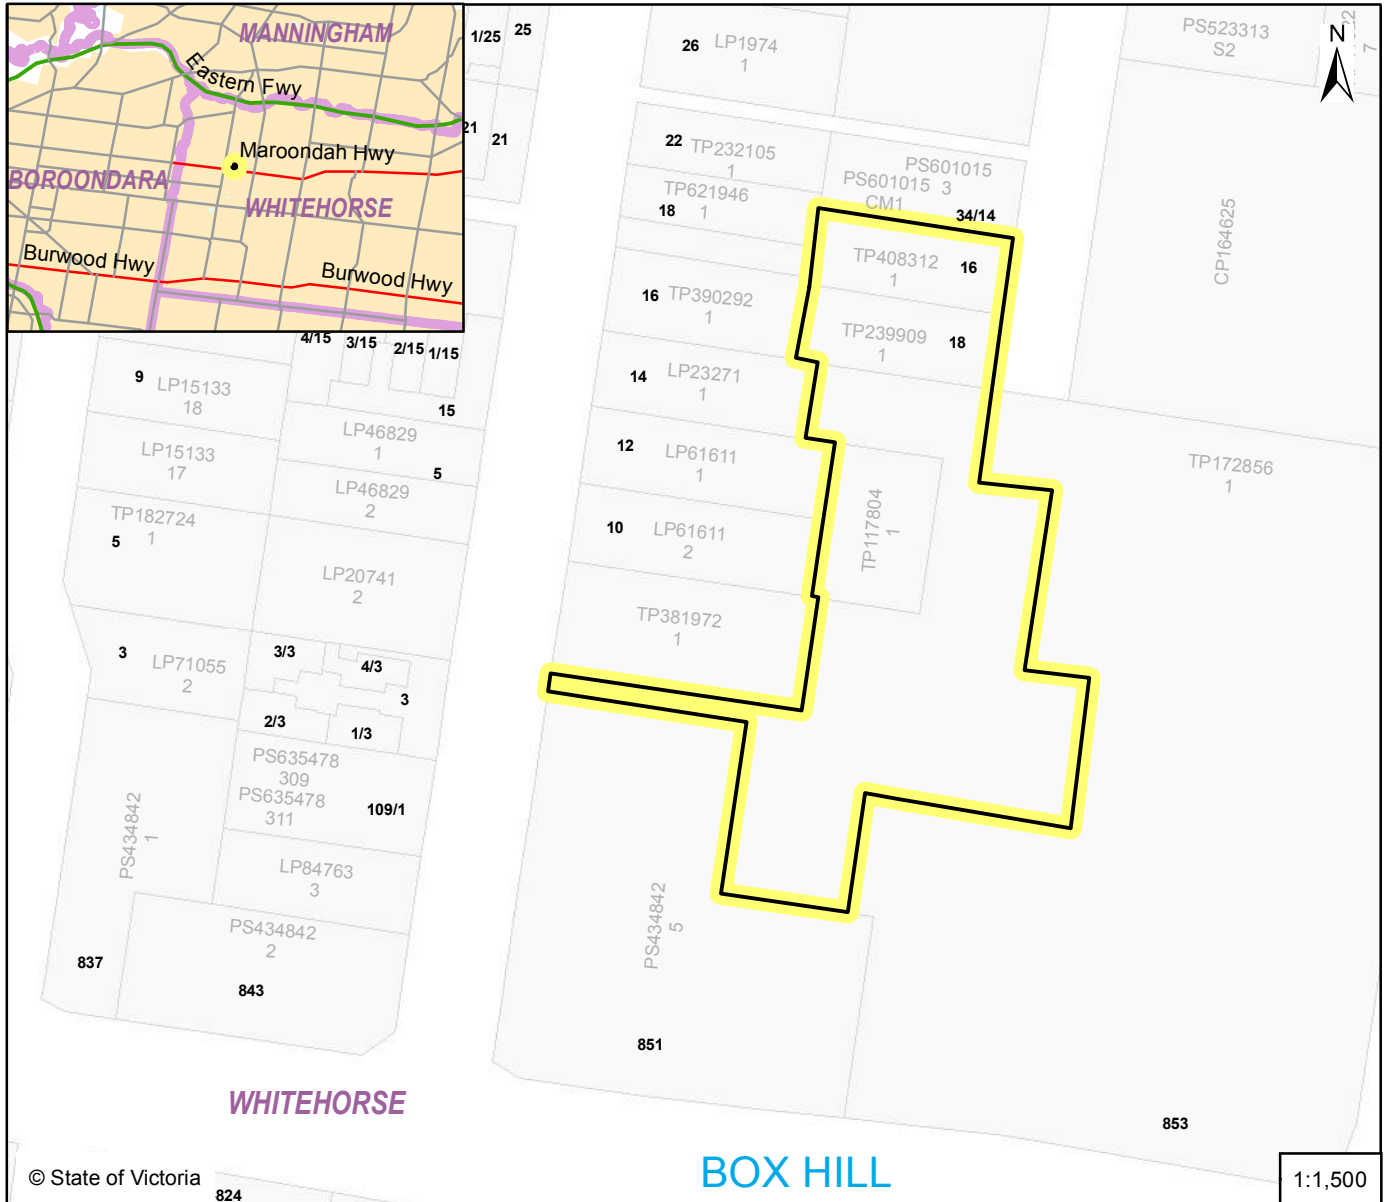 MANNINGHAM
Eastern Fwy
Maroondah Hwy
BOROONDARA
WHITEHORSE
Burwood Hwy
Burwood Hwy
1/25
25
21
21
26
LP1974
1
PS523313
S2
7
N
22
TP232105
1
PS601015
3
PS601015
CM1
TP621946
1
18
34/14
CP164625
TP408312
1
16
16
TP390292
1
TP239909
1
18
4/15
3/15
2/15
1/15
9
LP15133
18
15
14
LP23271
1
LP46829
1
5
LP15133
17
12
LP61611
1
TP172856
1
LP46829
2
TP182724
1
5
10
LP61611
2
TP117804
1
LP20741
2
TP381972
1
3
LP71055
2
3/3
4/3
3
2/3
1/3
PS635478
309
PS635478
311
109/1
PS434842
1
LP84763
3
PS434842
2
PS434842
5
837
843
851
853
WHITEHORSE
BOX HILL
© State of Victoria
824
1:1,500